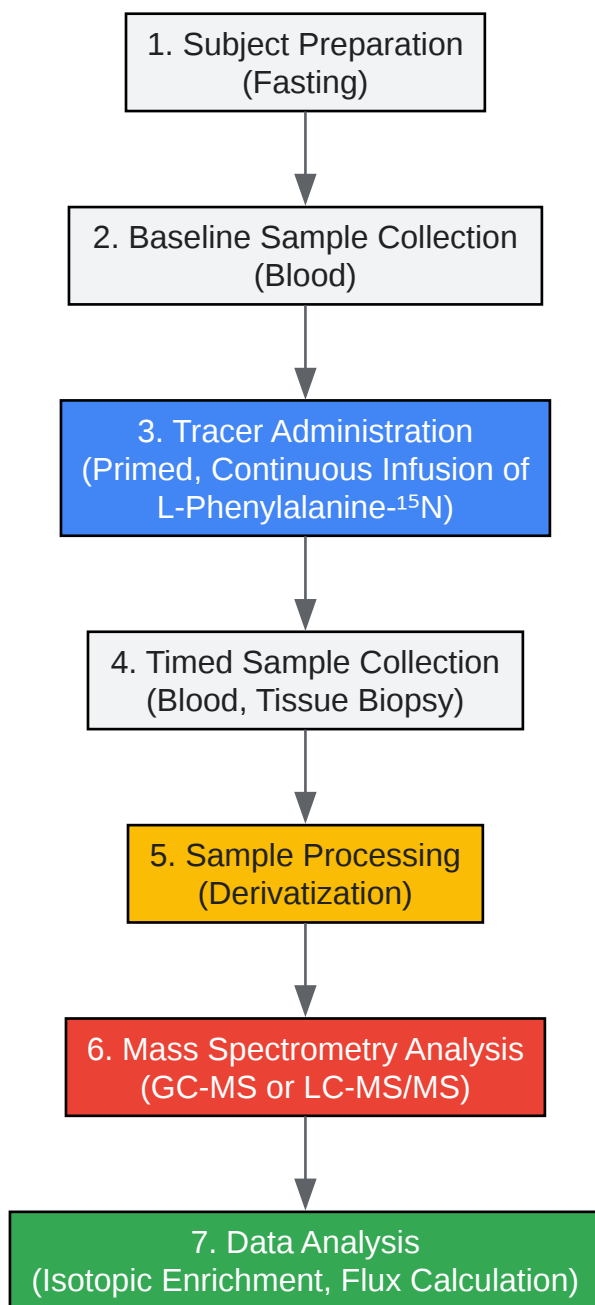 1. Subject Preparation
(Fasting)
2. Baseline Sample Collection
(Blood)
3. Tracer Administration
(Primed, Continuous Infusion of
L-Phenylalanine-¹⁵N)
4. Timed Sample Collection
(Blood, Tissue Biopsy)
5. Sample Processing
(Derivatization)
6. Mass Spectrometry Analysis
(GC-MS or LC-MS/MS)
7. Data Analysis
(Isotopic Enrichment, Flux Calculation)